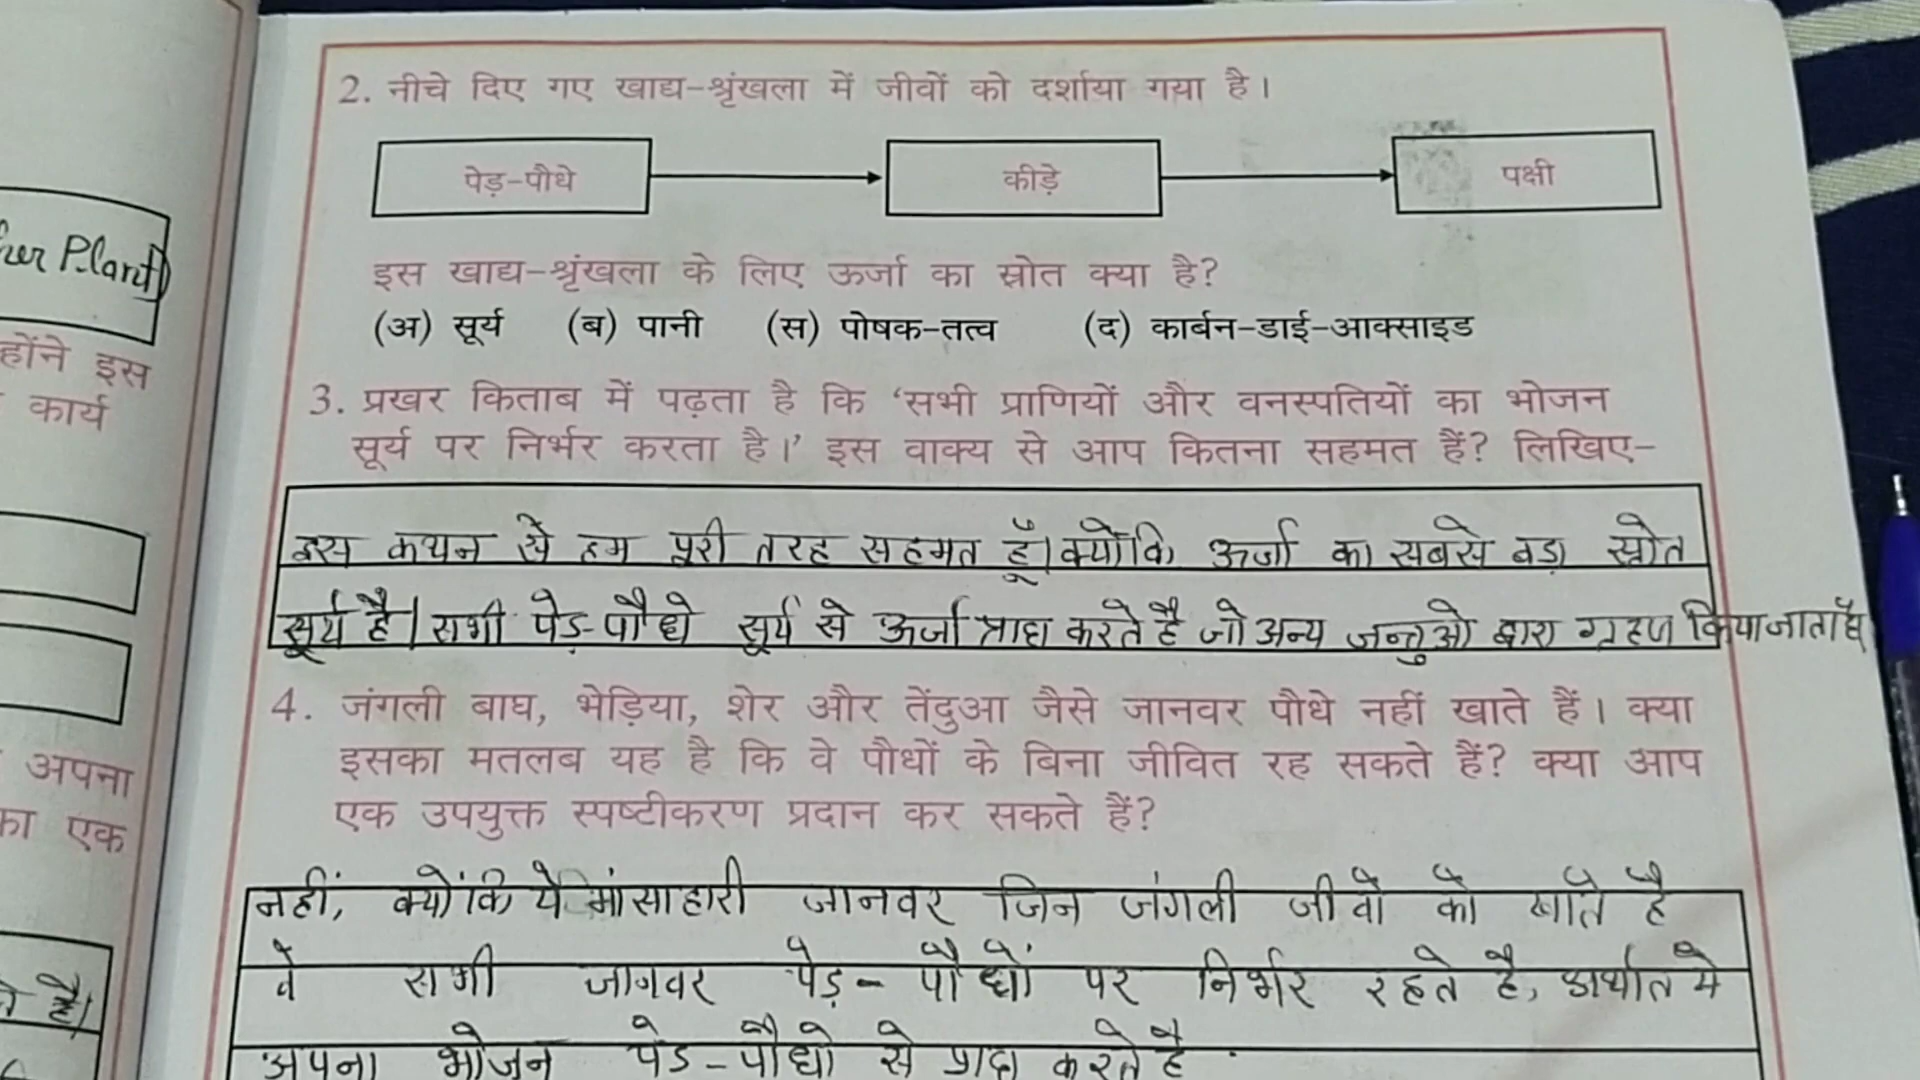 her Plant)
होंने इस
कार्य
अपना
का एक
है।
2. नीचे दिए गए खाद्य-श्रृंखला में जीवों को दर्शाया गया है।
पेड़-पौधे
कीड़े
पक्षी
इस खाद्य-श्रृंखला के लिए ऊर्जा का स्रोत क्या है?
(अ) सूर्य (ब) पानी (स) पोषक-तत्व (द) कार्बन-डाई-आक्साइड
3. प्रखर किताब में पढ़ता है कि ‘सभी प्राणियों और वनस्पतियों का भोजन
सूर्य पर निर्भर करता है।’ इस वाक्य से आप कितना सहमत हैं? लिखिए-
इस कथन से हम पूरी तरह सहमत हूँ। क्योंकि ऊर्जा का सबसे बड़ा स्रोत
सूर्य है। सभी पेड़-पौधे सूर्य से ऊर्जा प्राप्त करते है जो अन्य जन्तुओ द्वारा ग्रहण किया जाता है
4. जंगली बाघ, भेड़िया, शेर और तेंदुआ जैसे जानवर पौधे नहीं खाते हैं। क्या
इसका मतलब यह है कि वे पौधों के बिना जीवित रह सकते हैं? क्या आप
एक उपयुक्त स्पष्टीकरण प्रदान कर सकते हैं?
नहीं, क्योंकि ये मांसाहारी जानवर जिन जंगली जीवो को खाते है
वे सभी जानवर पेड़-पौधों पर निर्भर रहते है, अर्थात ये
अपना भोजन पेड़-पौधो से प्राप्त करते है.